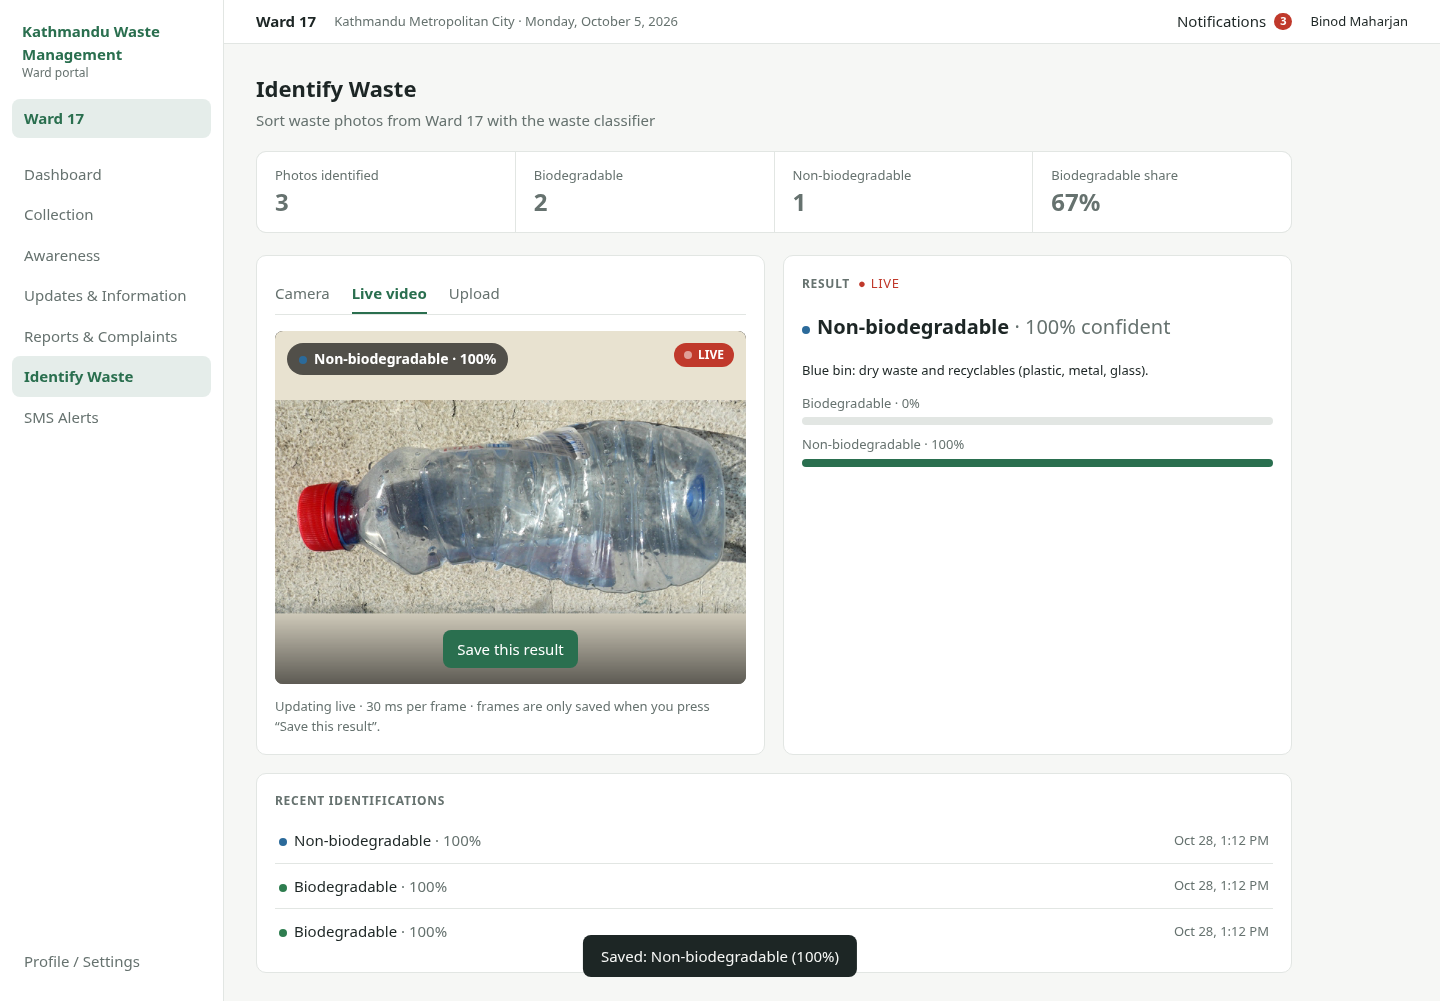 Kathmandu Waste
Management
Ward portal
Ward 17
Dashboard
Collection
Awareness
Updates & Information
Reports & Complaints
Identify Waste
SMS Alerts
Profile / Settings
Ward 17 Kathmandu Metropolitan City · Monday, October 5, 2026 Notifications 3 Binod Maharjan
Identify Waste
Sort waste photos from Ward 17 with the waste classifier
Photos identified
3
Biodegradable
2
Non-biodegradable
1
Biodegradable share
67%
Camera Live video Upload
Non-biodegradable · 100%
LIVE
Save this result
Updating live · 30 ms per frame · frames are only saved when you press
“Save this result”.
RESULT ● LIVE
Non-biodegradable · 100% confident
Blue bin: dry waste and recyclables (plastic, metal, glass).
Biodegradable · 0%
Non-biodegradable · 100%
RECENT IDENTIFICATIONS
Non-biodegradable · 100% Oct 28, 1:12 PM
Biodegradable · 100% Oct 28, 1:12 PM
Biodegradable · 100% Oct 28, 1:12 PM
Saved: Non-biodegradable (100%)